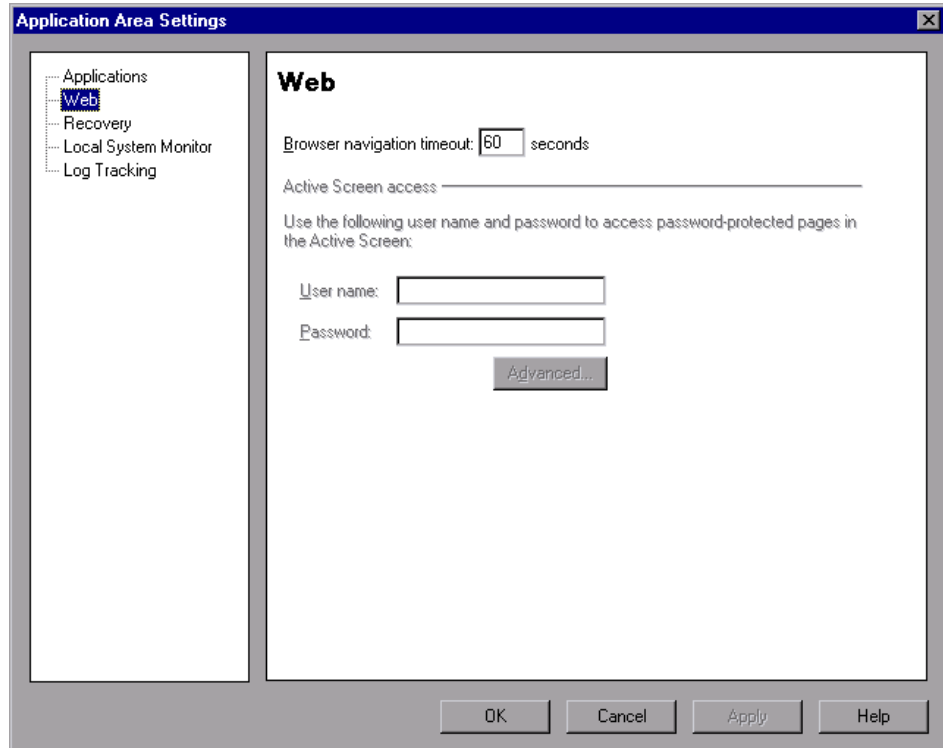 Application Area Settings
Applications
Web
Recovery
Local System Monitor
Log Tracking
Web
Browser navigation timeout: 60 seconds
Active Screen access
Use the following user name and password to access password-protected pages in
the Active Screen:
User name:
Password:
Advanced...
OK Cancel Apply Help